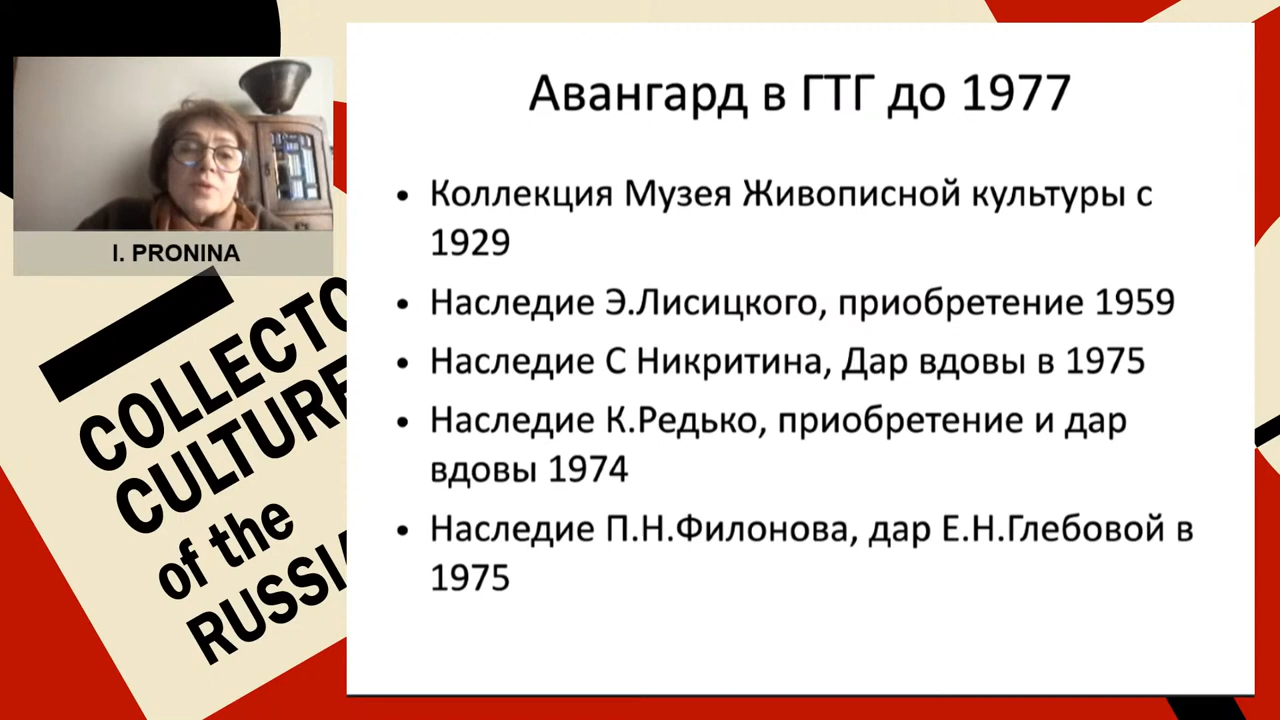 I. PRONINA
COLLECTO
CULTURE
of the
RUSSIA
Авангард в ГТГ до 1977
• Коллекция Музея Живописной культуры с
1929
• Наследие Э.Лисицкого, приобретение 1959
• Наследие С Никритина, Дар вдовы в 1975
• Наследие К.Редько, приобретение и дар
вдовы 1974
• Наследие П.Н.Филонова, дар Е.Н.Глебовой в
1975